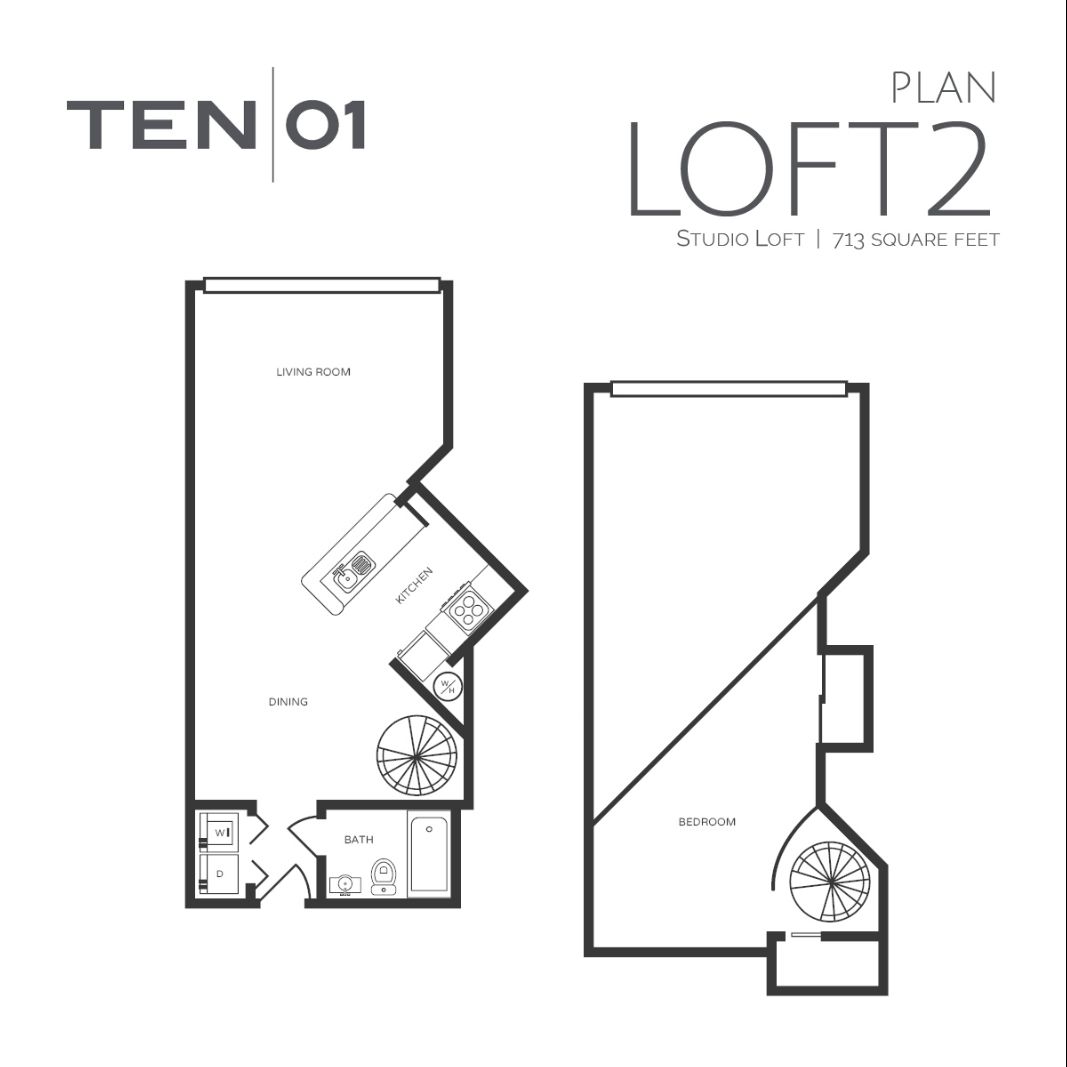 TEN|01
PLAN
LOFT2
STUDIO LOFT | 713 SQUARE FEET
LIVING ROOM
KITCHEN
W/H
DINING
BATH
W
D
BEDROOM